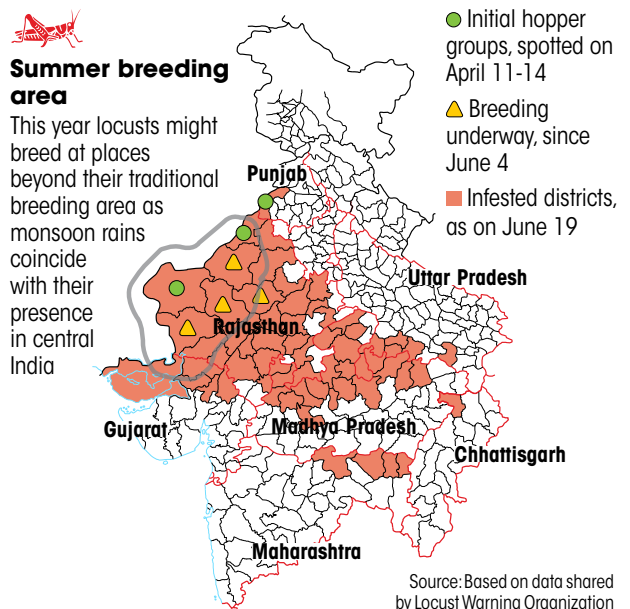 Summer breeding
area
This year locusts might
breed at places
beyond their traditional
breeding area as
monsoon rains
coincide
with their
presence
in central
India
Initial hopper
groups, spotted on
April 11-14
Breeding
underway, since
June 4
Infested districts,
as on June 19
Punjab
Uttar Pradesh
Rajasthan
Gujarat
Madhya Pradesh
Chhattisgarh
Maharashtra
Source: Based on data shared
by Locust Warning Organization